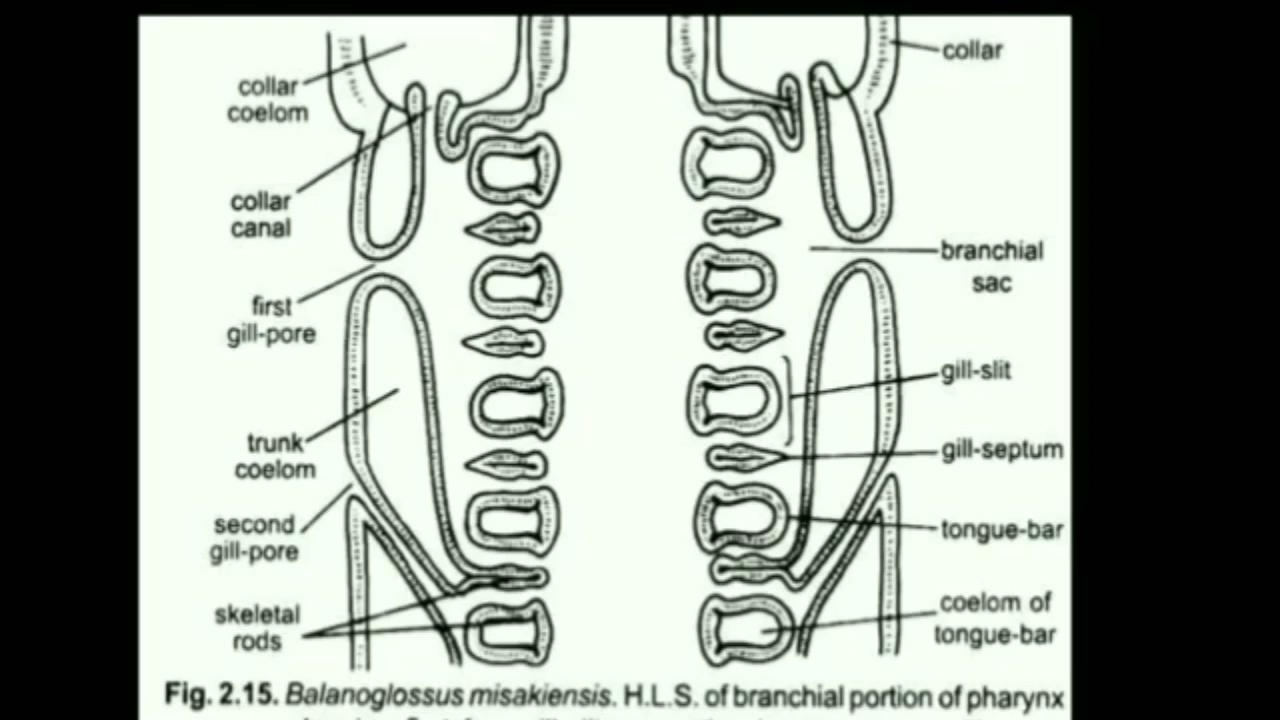 collar
coelom
collar
canal
first
gill-pore
trunk
coelom
second
gill-pore
skeletal
rods
collar
branchial
sac
gill-slit
gill-septum
tongue-bar
coelom of
tongue-bar
Fig. 2.15. Balanoglossus misakiensis. H.L.S. of branchial portion of pharynx